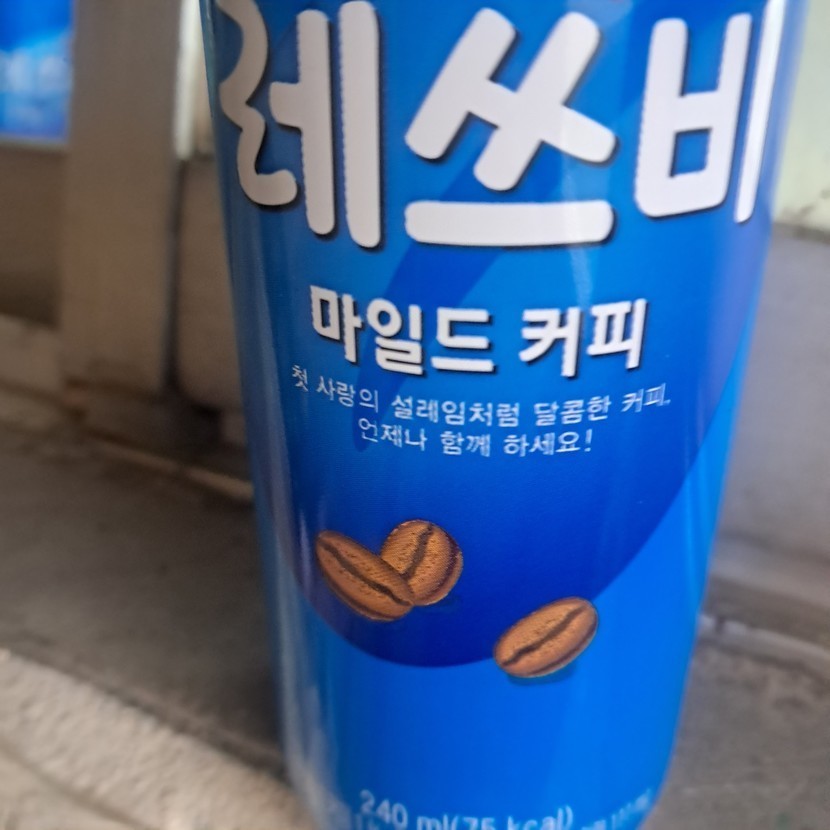 레쓰비
마일드 커피
첫 사랑의 설레임처럼 달콤한 커피,
언제나 함께 하세요!
240 ml(75 kcal)